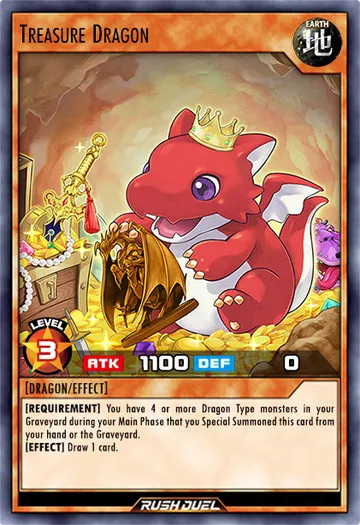 TREASURE DRAGON
EARTH
地
LEVEL
3
ATK 1100 DEF 0
[DRAGON/EFFECT]
[REQUIREMENT] You have 4 or more Dragon Type monsters in your
Graveyard during your Main Phase that you Special Summoned this card from
your hand or the Graveyard.
[EFFECT] Draw 1 card.
RUSH DUEL